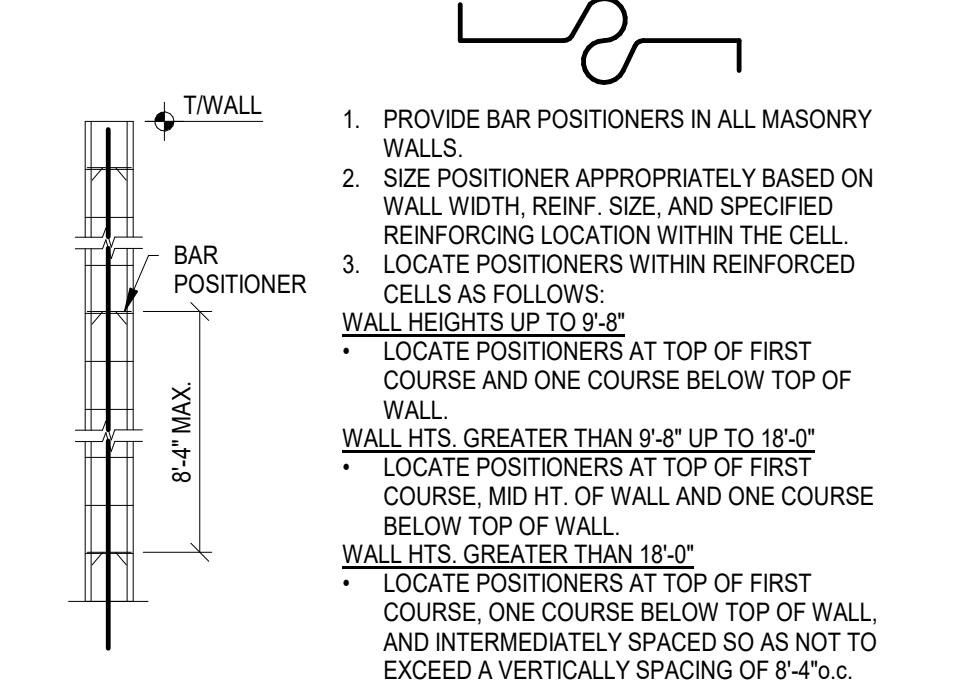 T/WALL
BAR
POSITIONER
8'-4" MAX.
1. PROVIDE BAR POSITIONERS IN ALL MASONRY
WALLS.
2. SIZE POSITIONER APPROPRIATELY BASED ON
WALL WIDTH, REINF. SIZE, AND SPECIFIED
REINFORCING LOCATION WITHIN THE CELL.
3. LOCATE POSITIONERS WITHIN REINFORCED
CELLS AS FOLLOWS:
WALL HEIGHTS UP TO 9'-8"
• LOCATE POSITIONERS AT TOP OF FIRST
COURSE AND ONE COURSE BELOW TOP OF
WALL.
WALL HTS. GREATER THAN 9'-8" UP TO 18'-0"
• LOCATE POSITIONERS AT TOP OF FIRST
COURSE, MID HT. OF WALL AND ONE COURSE
BELOW TOP OF WALL.
WALL HTS. GREATER THAN 18'-0"
• LOCATE POSITIONERS AT TOP OF FIRST
COURSE, ONE COURSE BELOW TOP OF WALL,
AND INTERMEDIATELY SPACED SO AS NOT TO
EXCEED A VERTICALLY SPACING OF 8'-4"o.c.